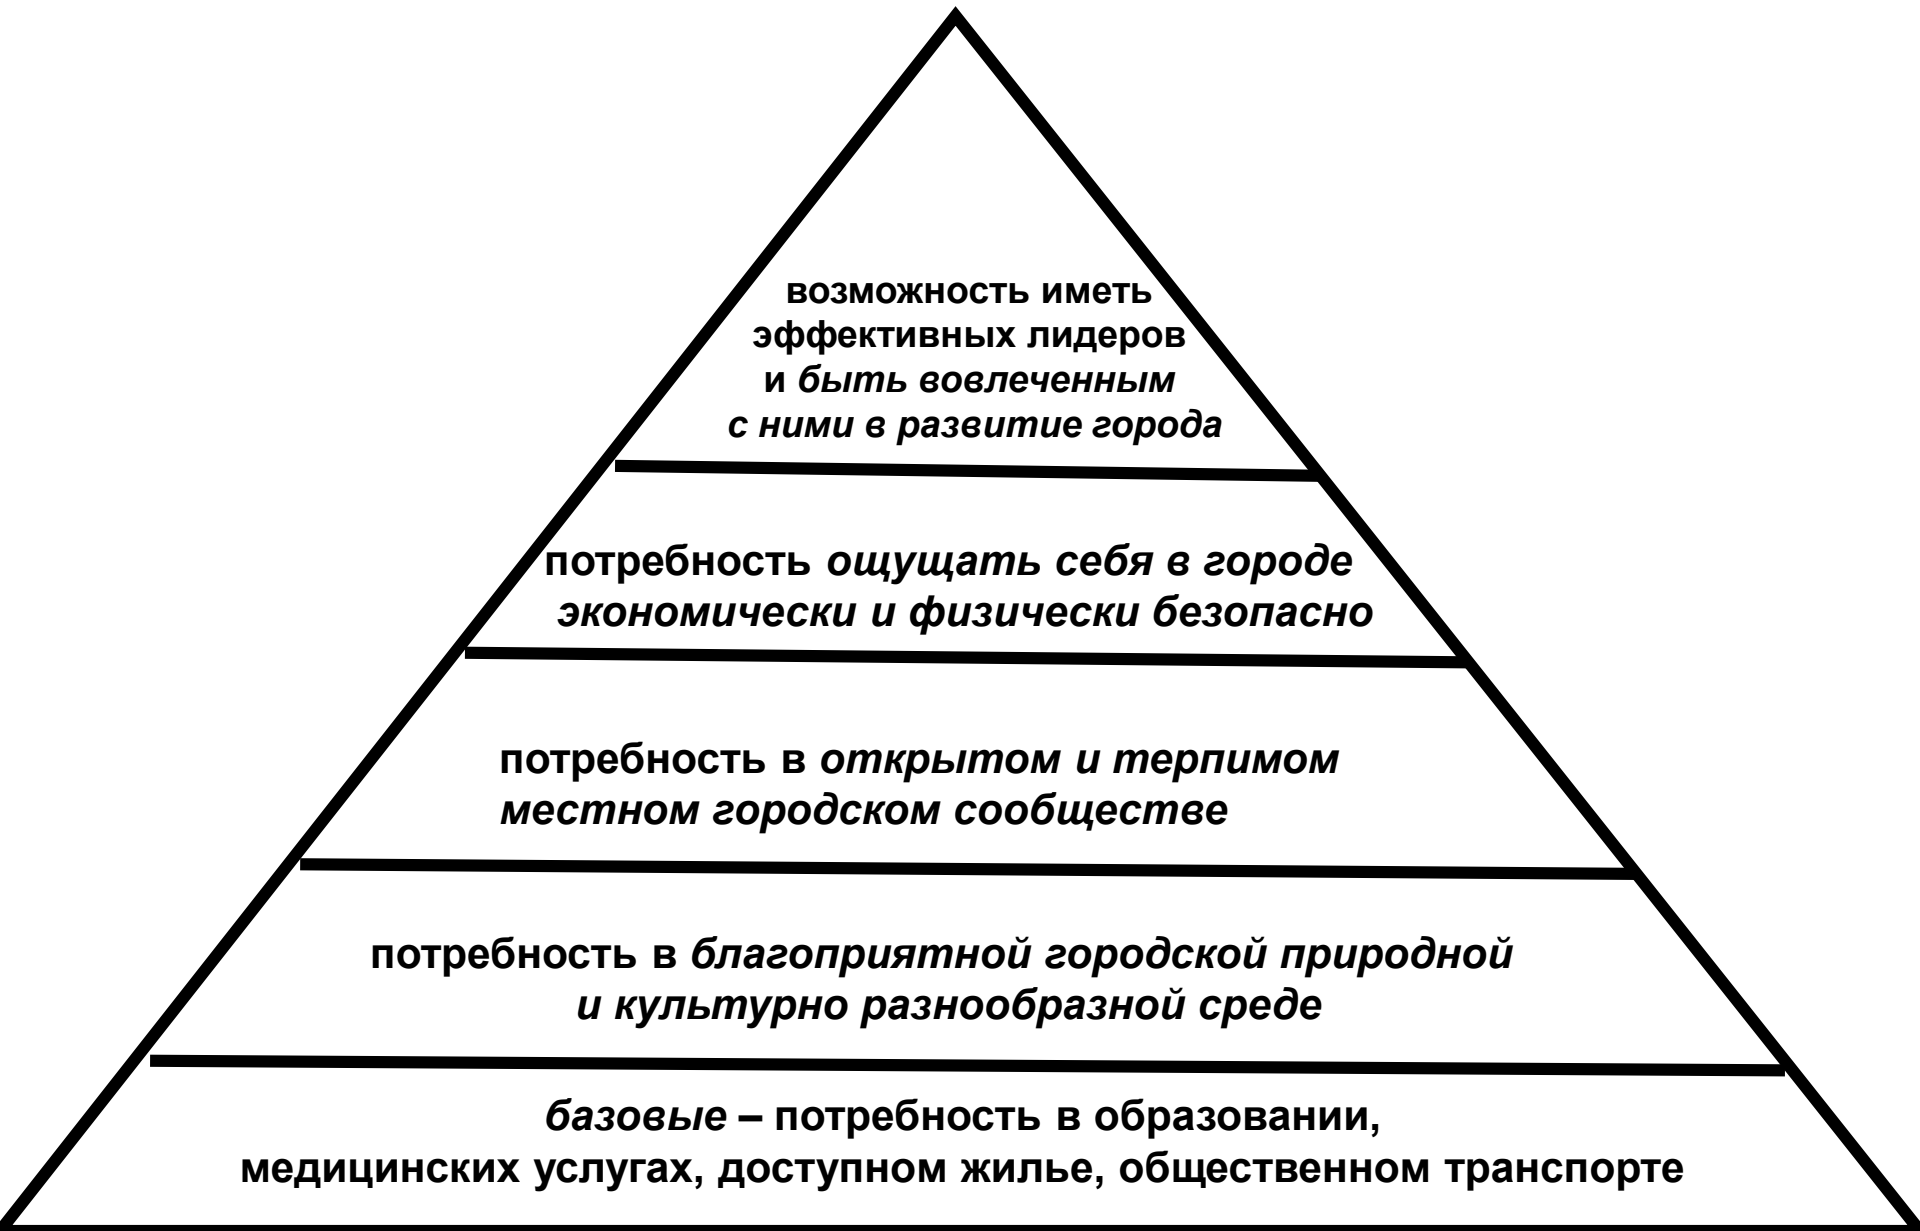 возможность иметь
эффективных лидеров
и быть вовлеченным
с ними в развитие города
потребность ощущать себя в городе
экономически и физически безопасно
потребность в открытом и терпимом
местном городском сообществе
потребность в благоприятной городской природной
и культурно разнообразной среде
базовые – потребность в образовании,
медицинских услугах, доступном жилье, общественном транспорте